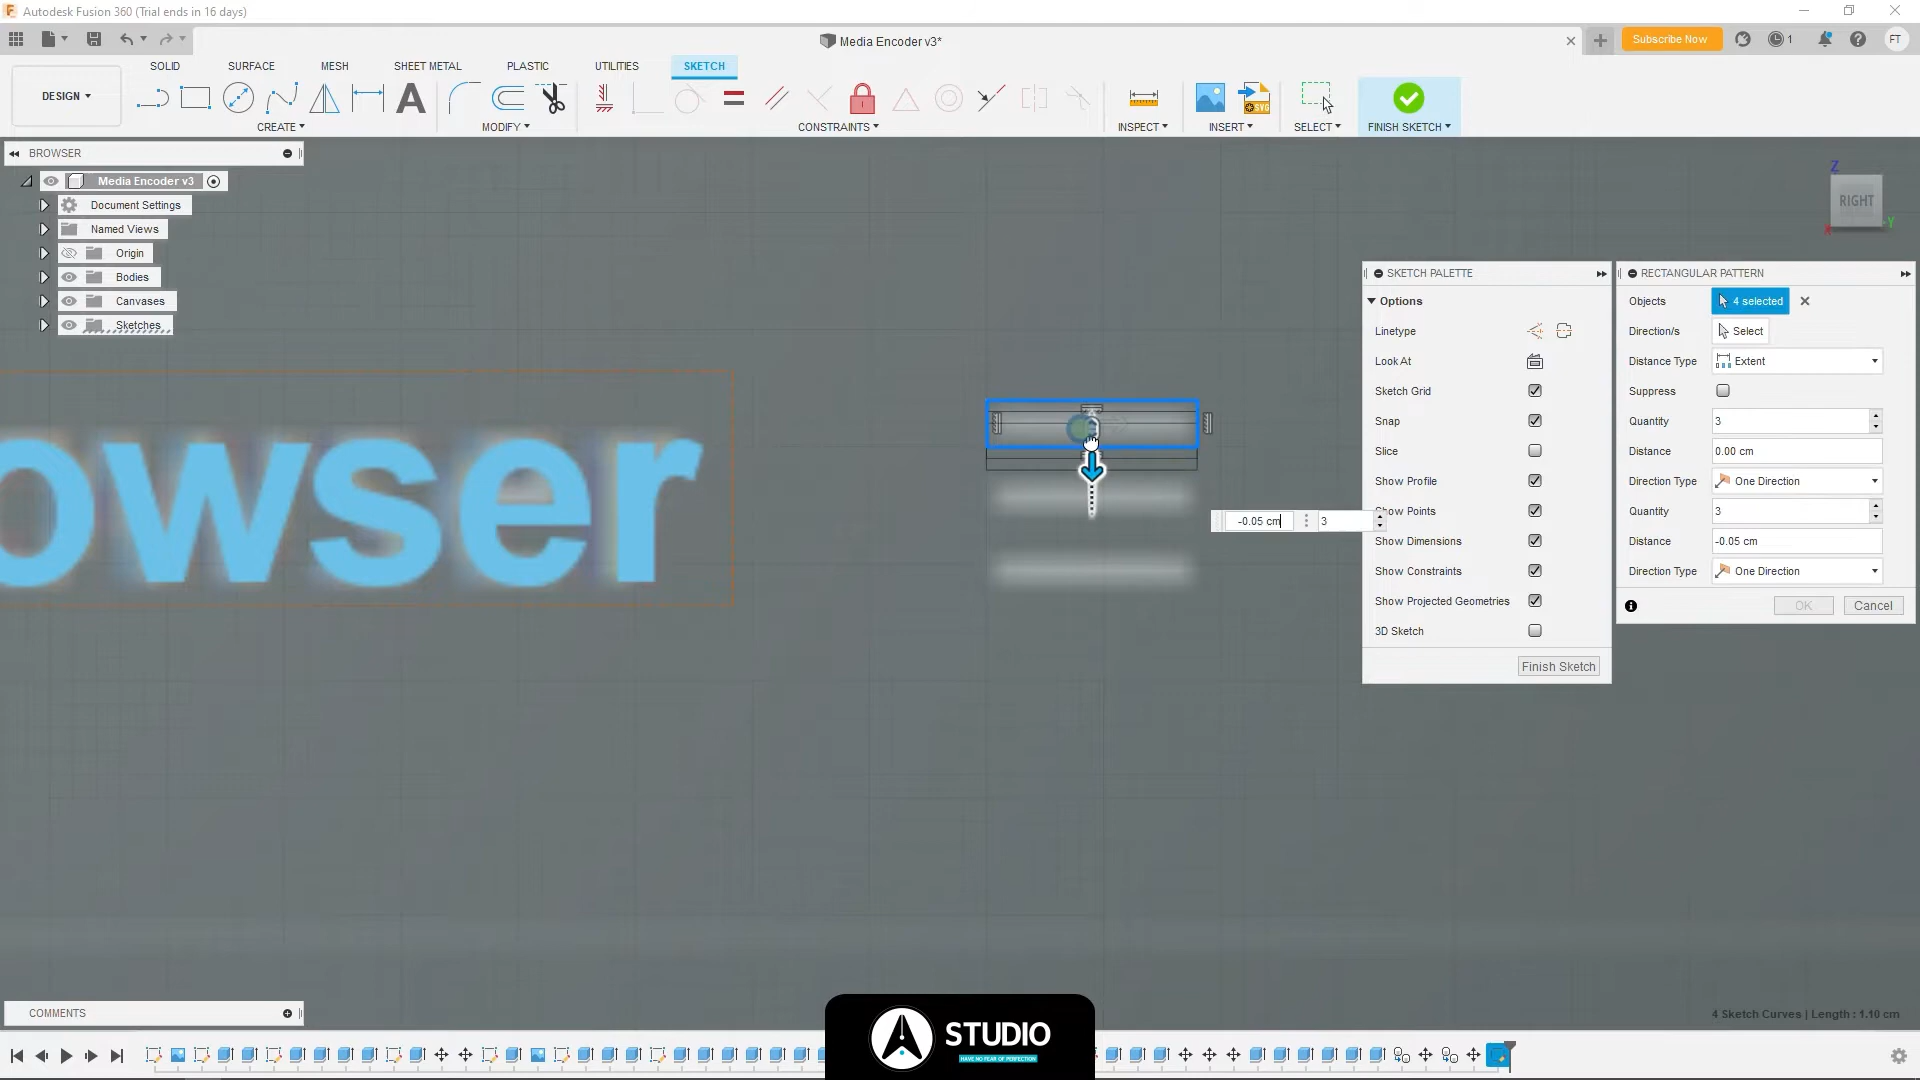 Autodesk Fusion 360 (Trial ends in 16 days)
Media Encoder v3*
Subscribe Now
1
FT
DESIGN
SOLID
SURFACE
MESH
SHEET METAL
PLASTIC
UTILITIES
SKETCH
CREATE
MODIFY
CONSTRAINTS
INSPECT
INSERT
SELECT
FINISH SKETCH
BROWSER
Media Encoder v3
Document Settings
Named Views
Origin
Bodies
Canvases
Sketches
Z
RIGHT
Y
X
owser
-0.05 cm
3
SKETCH PALETTE
Options
Linetype
Look At
Sketch Grid
Snap
Slice
Show Profile
Show Points
Show Dimensions
Show Constraints
Show Projected Geometries
3D Sketch
Finish Sketch
RECTANGULAR PATTERN
Objects
4 selected
Direction/s
Select
Distance Type
Extent
Suppress
Quantity
3
Distance
0.00 cm
Direction Type
One Direction
Quantity
3
Distance
-0.05 cm
Direction Type
One Direction
OK
Cancel
COMMENTS
4 Sketch Curves | Length : 1.10 cm
STUDIO
HAVE NO FEAR OF PERFECTION